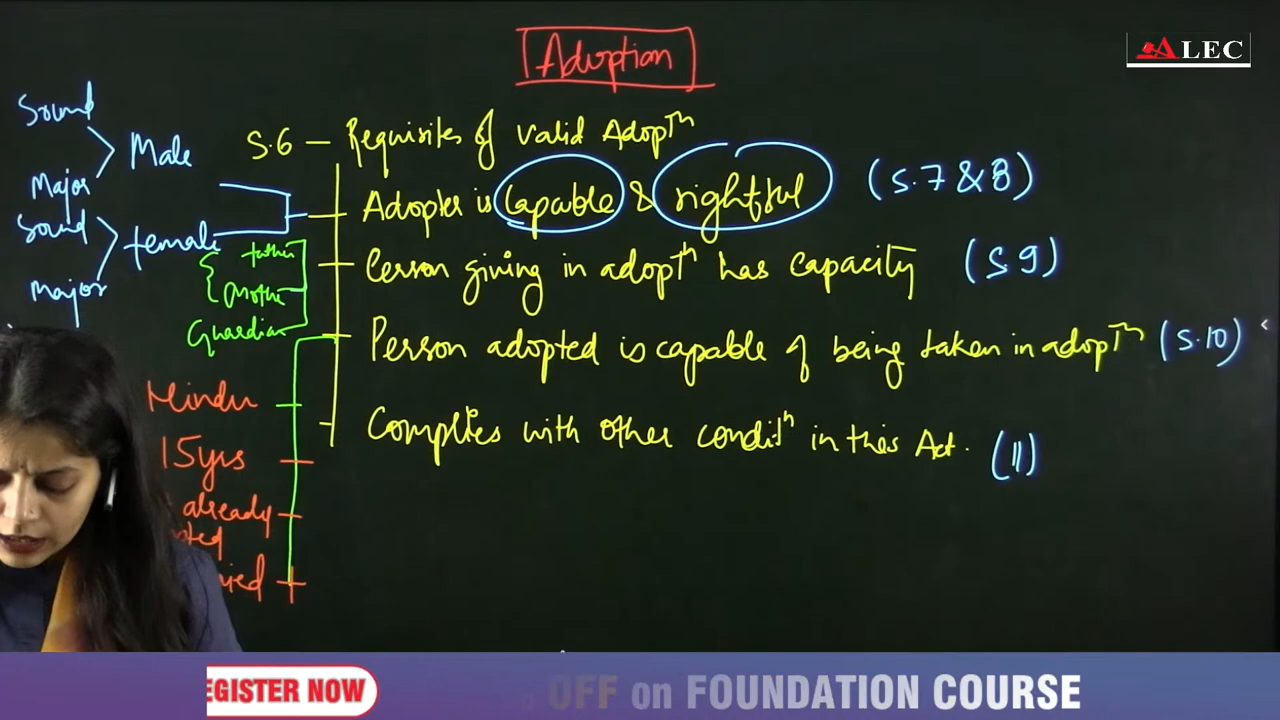 Adoption
ALEC
S.6 — Requisites of valid Adoptⁿ
Adopter is capable & rightful (S.7 & 8)
Person giving in adoptⁿ has capacity (S 9)
Person adopted is capable of being taken in adoptⁿ (S.10)
Complies with other conditⁿ in this Act. (11)
Sound
Major
Male
Sound
Major
female
father
Mother
Guardian
Hindu
15yrs
already
REGISTER NOW
OFF on FOUNDATION COURSE